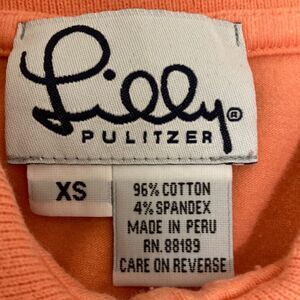 Lilly®
PULITZER
XS
96% COTTON
4% SPANDEX
MADE IN PERU
RN. 88189
CARE ON REVERSE